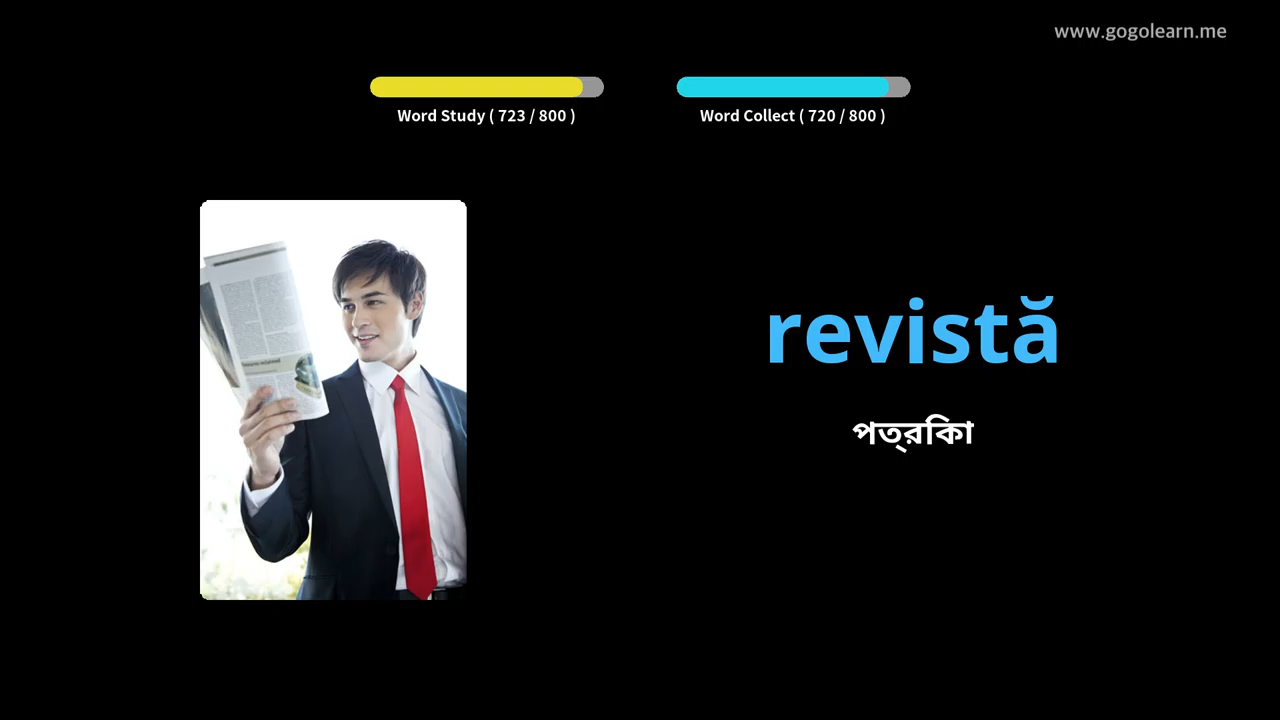 www.gogolearn.me
Word Study ( 723 / 800 )
Word Collect ( 720 / 800 )
revistă
পত্রিকা